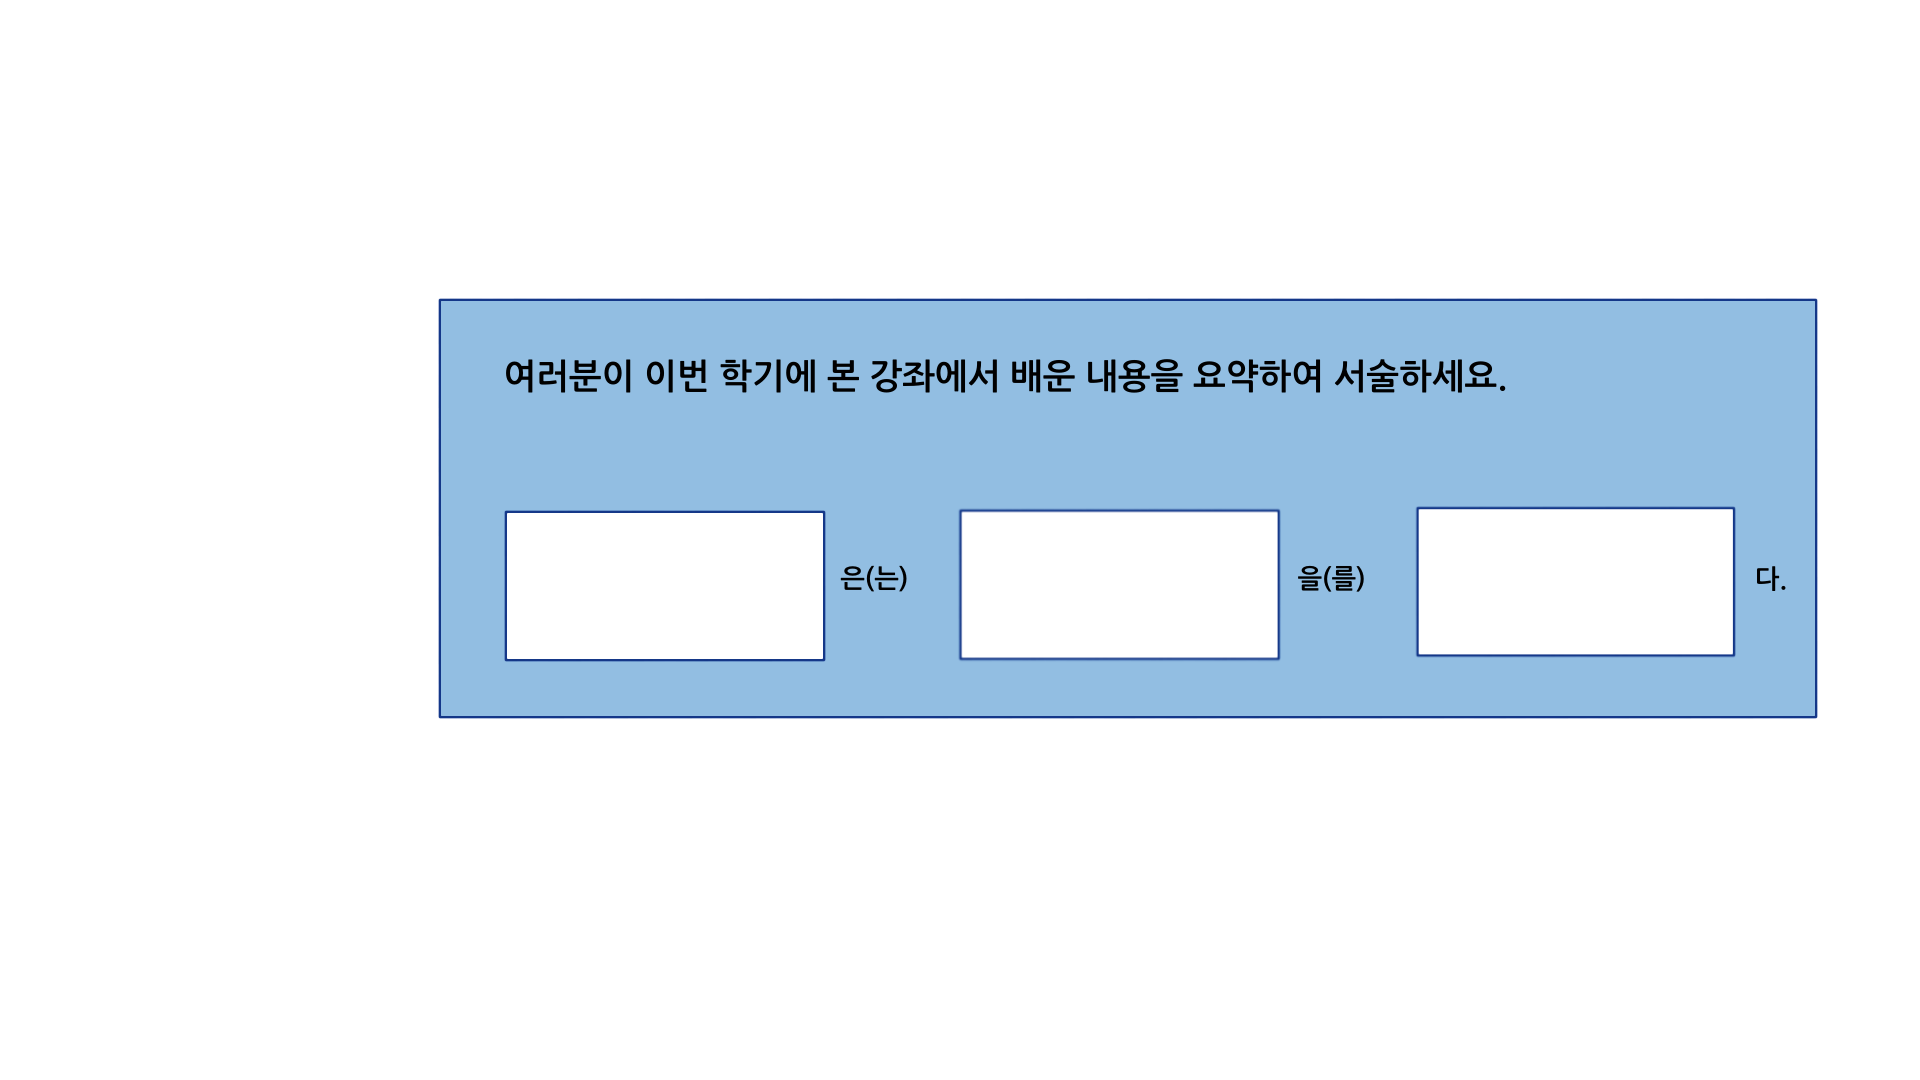 여러분이 이번 학기에 본 강좌에서 배운 내용을 요약하여 서술하세요.
은(는) 을(를) 다.